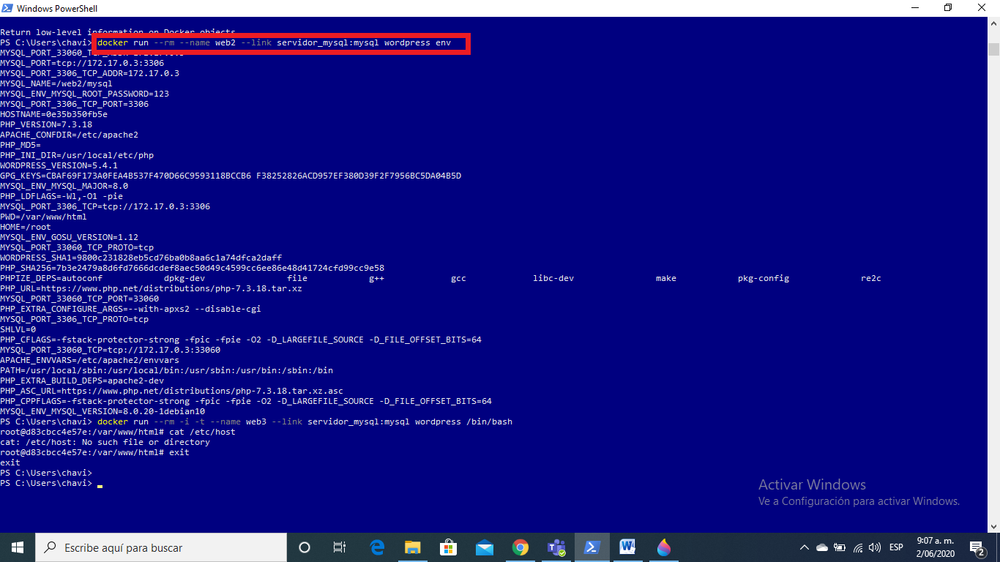 Windows PowerShell
Return low-level information on Docker objects
PS C:\Users\chavi> docker run --rm --name web2 --link servidor_mysql:mysql wordpress env
MYSQL_PORT_33060_TCP_ADDR=172.17.0.3
MYSQL_PORT=tcp://172.17.0.3:3306
MYSQL_PORT_3306_TCP_ADDR=172.17.0.3
MYSQL_NAME=/web2/mysql
MYSQL_ENV_MYSQL_ROOT_PASSWORD=123
MYSQL_PORT_3306_TCP_PORT=3306
HOSTNAME=0e35b350fb5e
PHP_VERSION=7.3.18
APACHE_CONFDIR=/etc/apache2
PHP_MD5=
PHP_INI_DIR=/usr/local/etc/php
WORDPRESS_VERSION=5.4.1
GPG_KEYS=CBAF69F173A0FEA4B537F470D66C9593118BCCB6 F38252826ACD957EF380D39F2F7956BC5DA04B5D
MYSQL_ENV_MYSQL_MAJOR=8.0
PHP_LDFLAGS=-Wl,-O1 -pie
MYSQL_PORT_3306_TCP=tcp://172.17.0.3:3306
PWD=/var/www/html
HOME=/root
MYSQL_ENV_GOSU_VERSION=1.12
MYSQL_PORT_33060_TCP_PROTO=tcp
WORDPRESS_SHA1=9800c231828eb5cd76ba0b8aa6c1a74dfca2daff
PHP_SHA256=7b3e2479a8d6fd7666dcdef8aec50d49c4599cc6ee86e48d41724cfd99cc9e58
PHPIZE_DEPS=autoconf dpkg-dev file g++ gcc libc-dev make pkg-config re2c
PHP_URL=https://www.php.net/distributions/php-7.3.18.tar.xz
MYSQL_PORT_33060_TCP_PORT=33060
PHP_EXTRA_CONFIGURE_ARGS=--with-apxs2 --disable-cgi
MYSQL_PORT_3306_TCP_PROTO=tcp
SHLVL=0
PHP_CFLAGS=-fstack-protector-strong -fpic -fpie -O2 -D_LARGEFILE_SOURCE -D_FILE_OFFSET_BITS=64
MYSQL_PORT_33060_TCP=tcp://172.17.0.3:33060
APACHE_ENVVARS=/etc/apache2/envvars
PATH=/usr/local/sbin:/usr/local/bin:/usr/sbin:/usr/bin:/sbin:/bin
PHP_EXTRA_BUILD_DEPS=apache2-dev
PHP_ASC_URL=https://www.php.net/distributions/php-7.3.18.tar.xz.asc
PHP_CPPFLAGS=-fstack-protector-strong -fpic -fpie -O2 -D_LARGEFILE_SOURCE -D_FILE_OFFSET_BITS=64
MYSQL_ENV_MYSQL_VERSION=8.0.20-1debian10
PS C:\Users\chavi> docker run --rm -i -t --name web3 --link servidor_mysql:mysql wordpress /bin/bash
root@d83cbcc4e57e:/var/www/html# cat /etc/host
cat: /etc/host: No such file or directory
root@d83cbcc4e57e:/var/www/html# exit
exit
PS C:\Users\chavi>
PS C:\Users\chavi>
Activar Windows
Ve a Configuración para activar Windows.
Escribe aquí para buscar
ESP
9:07 a. m.
2/06/2020
2